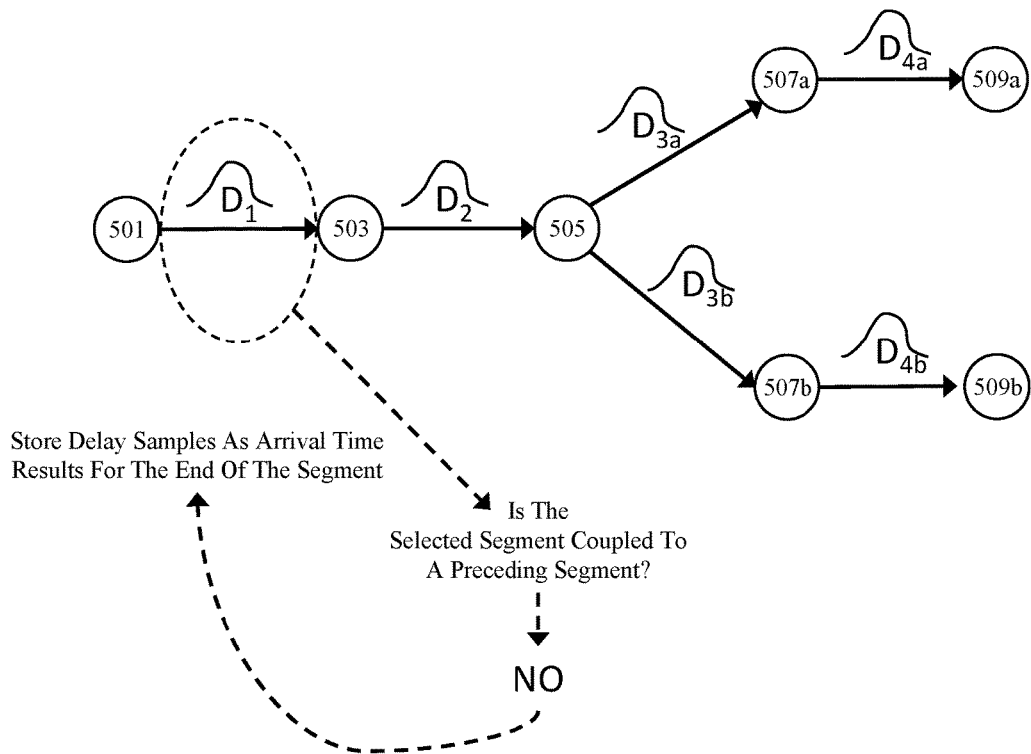 D4a
507a
509a
D3a
D1
D2
501
503
505
D3b
D4b
507b
509b
Store Delay Samples As Arrival Time
Results For The End Of The Segment
Is The
Selected Segment Coupled To
A Preceding Segment?
NO